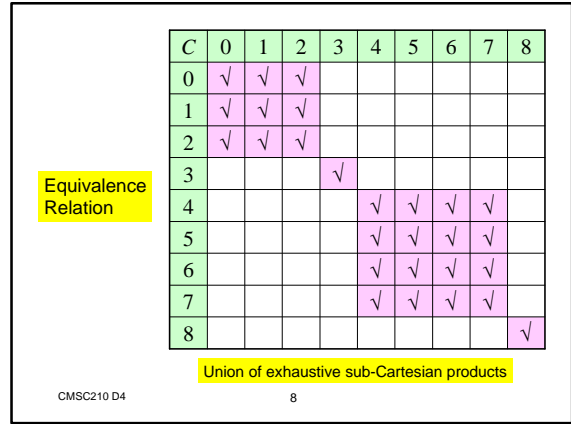 C 0 1 2 3 4 5 6 7 8
0 √ √ √
1 √ √ √
2 √ √ √
3 √
4 √ √ √ √
5 √ √ √ √
6 √ √ √ √
7 √ √ √ √
8 √
Equivalence
Relation
Union of exhaustive sub-Cartesian products
CMSC210 D4 8